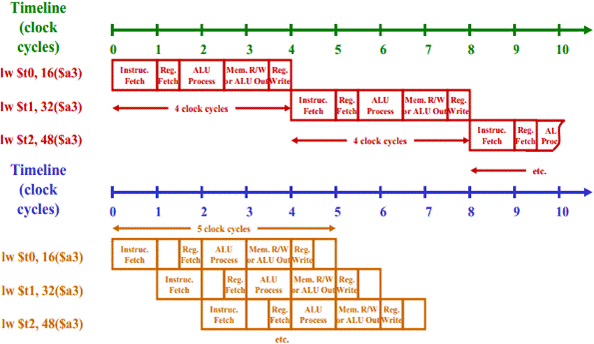 Timeline
(clock
cycles)
0 1 2 3 4 5 6 7 8 9 10
lw $t0, 16($a3)
Instruc. Reg. ALU Mem. R/W Reg.
Fetch Fetch Process or ALU Out Write
lw $t1, 32($a3)
4 clock cycles
Instruc. Reg. ALU Mem. R/W Reg.
Fetch Fetch Process or ALU Out Write
lw $t2, 48($a3)
4 clock cycles
Instruc. Reg. AL
Fetch Fetch Proc
etc.
Timeline
(clock
cycles)
0 1 2 3 4 5 6 7 8 9 10
5 clock cycles
lw $t0, 16($a3)
Instruc. Reg. ALU Mem. R/W Reg.
Fetch Fetch Process or ALU Out Write
lw $t1, 32($a3)
Instruc. Reg. ALU Mem. R/W Reg.
Fetch Fetch Process or ALU Out Write
lw $t2, 48($a3)
Instruc. Reg. ALU Mem. R/W Reg.
Fetch Fetch Process or ALU Out Write
etc.